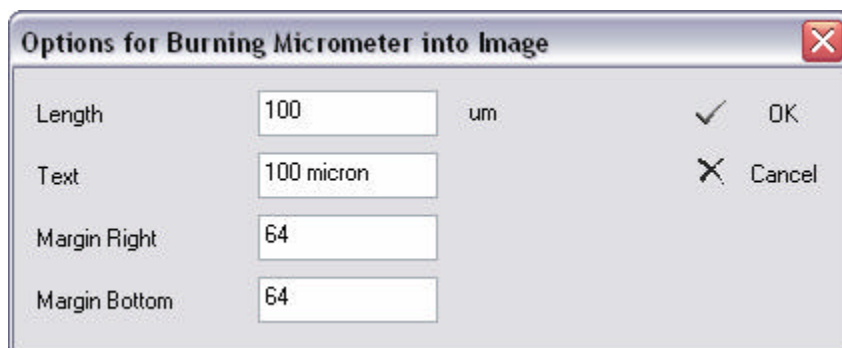 Options for Burning Micrometer into Image
Length 100 um OK
Text 100 micron Cancel
Margin Right 64
Margin Bottom 64